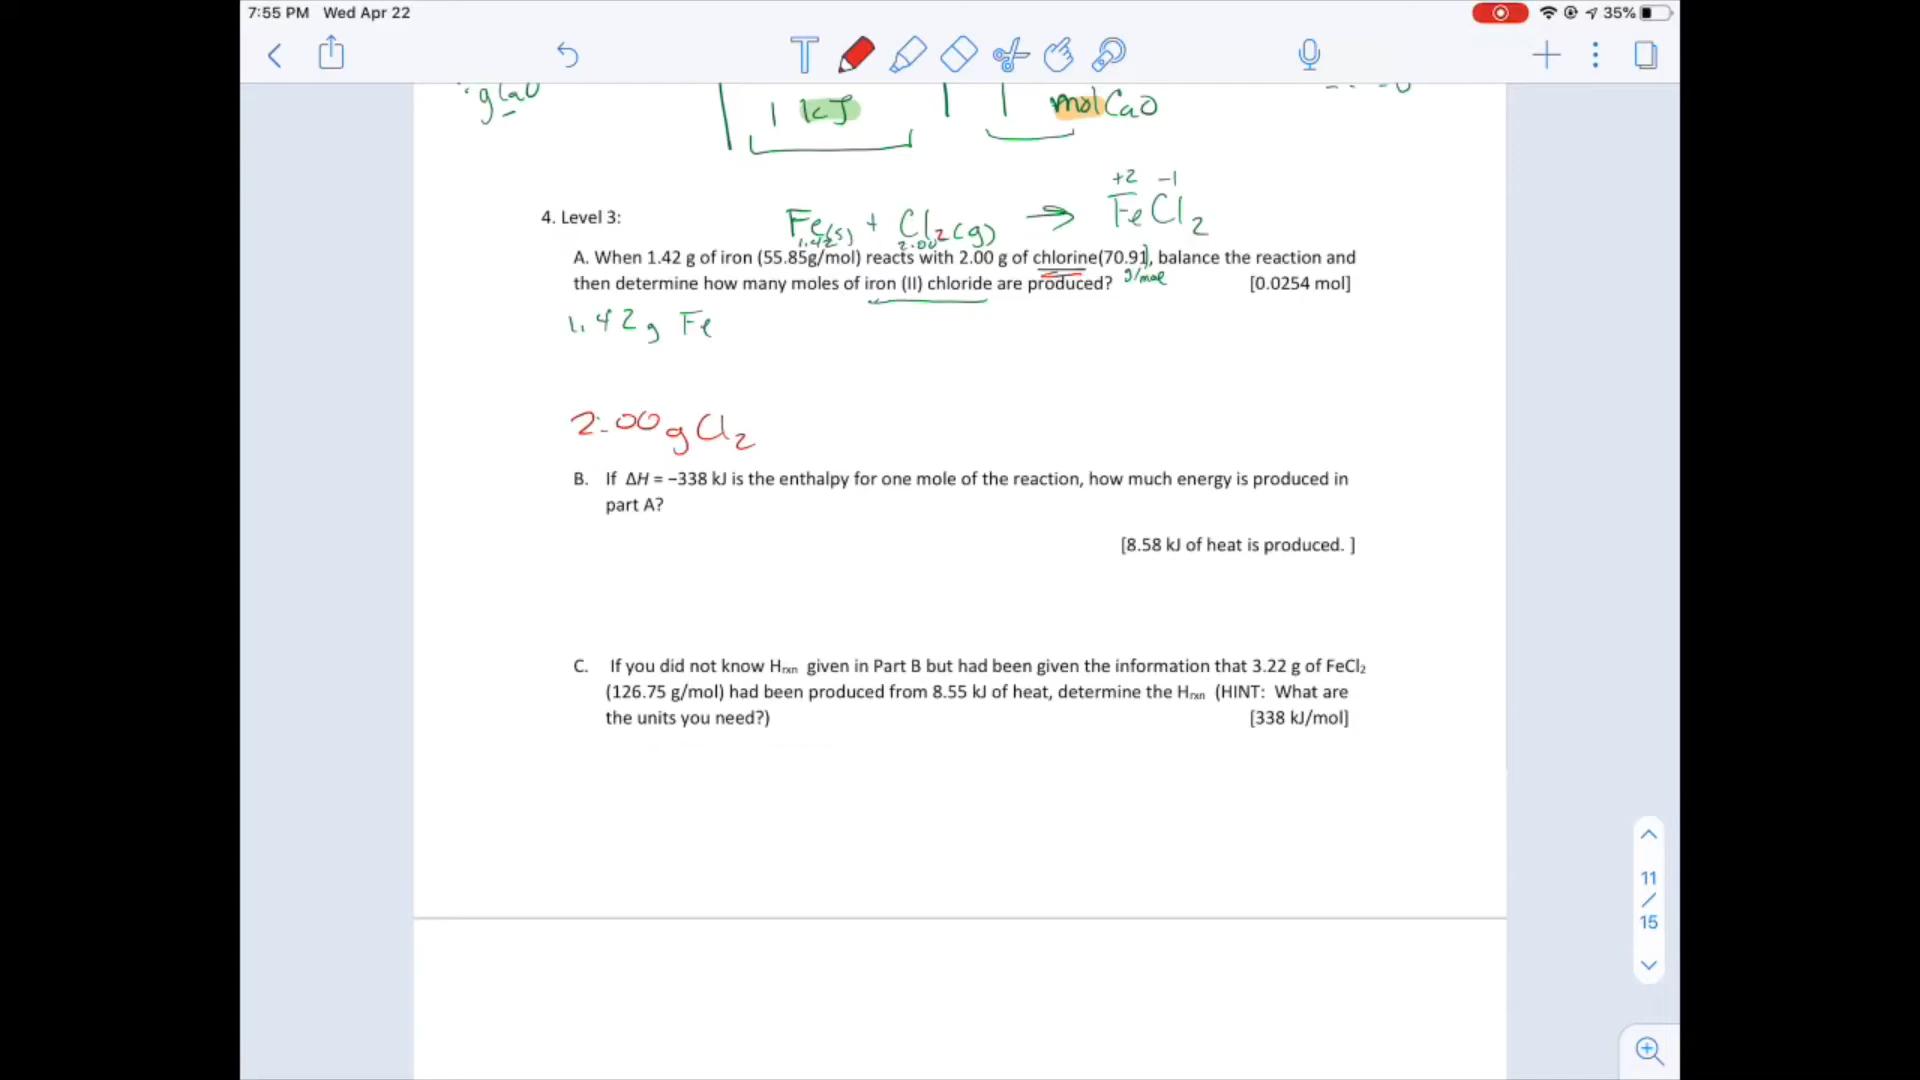 7:55 PM Wed Apr 22
35%
g CaO
1 kJ 1 mol CaO
+2 -1
4. Level 3:
Fe(s) + Cl2(g) → FeCl2
1.42 2.00
A. When 1.42 g of iron (55.85g/mol) reacts with 2.00 g of chlorine(70.91), balance the reaction and
g/mol
then determine how many moles of iron (II) chloride are produced? [0.0254 mol]
1.42g Fe
2.00g Cl2
B. If ΔH = −338 kJ is the enthalpy for one mole of the reaction, how much energy is produced in
part A?
[8.58 kJ of heat is produced. ]
C. If you did not know Hrxn given in Part B but had been given the information that 3.22 g of FeCl2
(126.75 g/mol) had been produced from 8.55 kJ of heat, determine the Hrxn (HINT: What are
the units you need?) [338 kJ/mol]
11
/
15